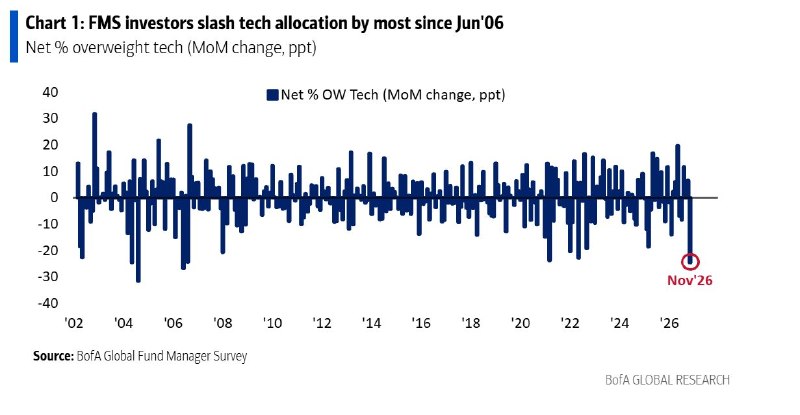 Chart 1: FMS investors slash tech allocation by most since Jun'06
Net % overweight tech (MoM change, ppt)
Net % OW Tech (MoM change, ppt)
40
30
20
10
0
-10
-20
-30
-40
Nov'26
'02 '04 '06 '08 '10 '12 '14 '16 '18 '20 '22 '24 '26
Source: BofA Global Fund Manager Survey
BofA GLOBAL RESEARCH